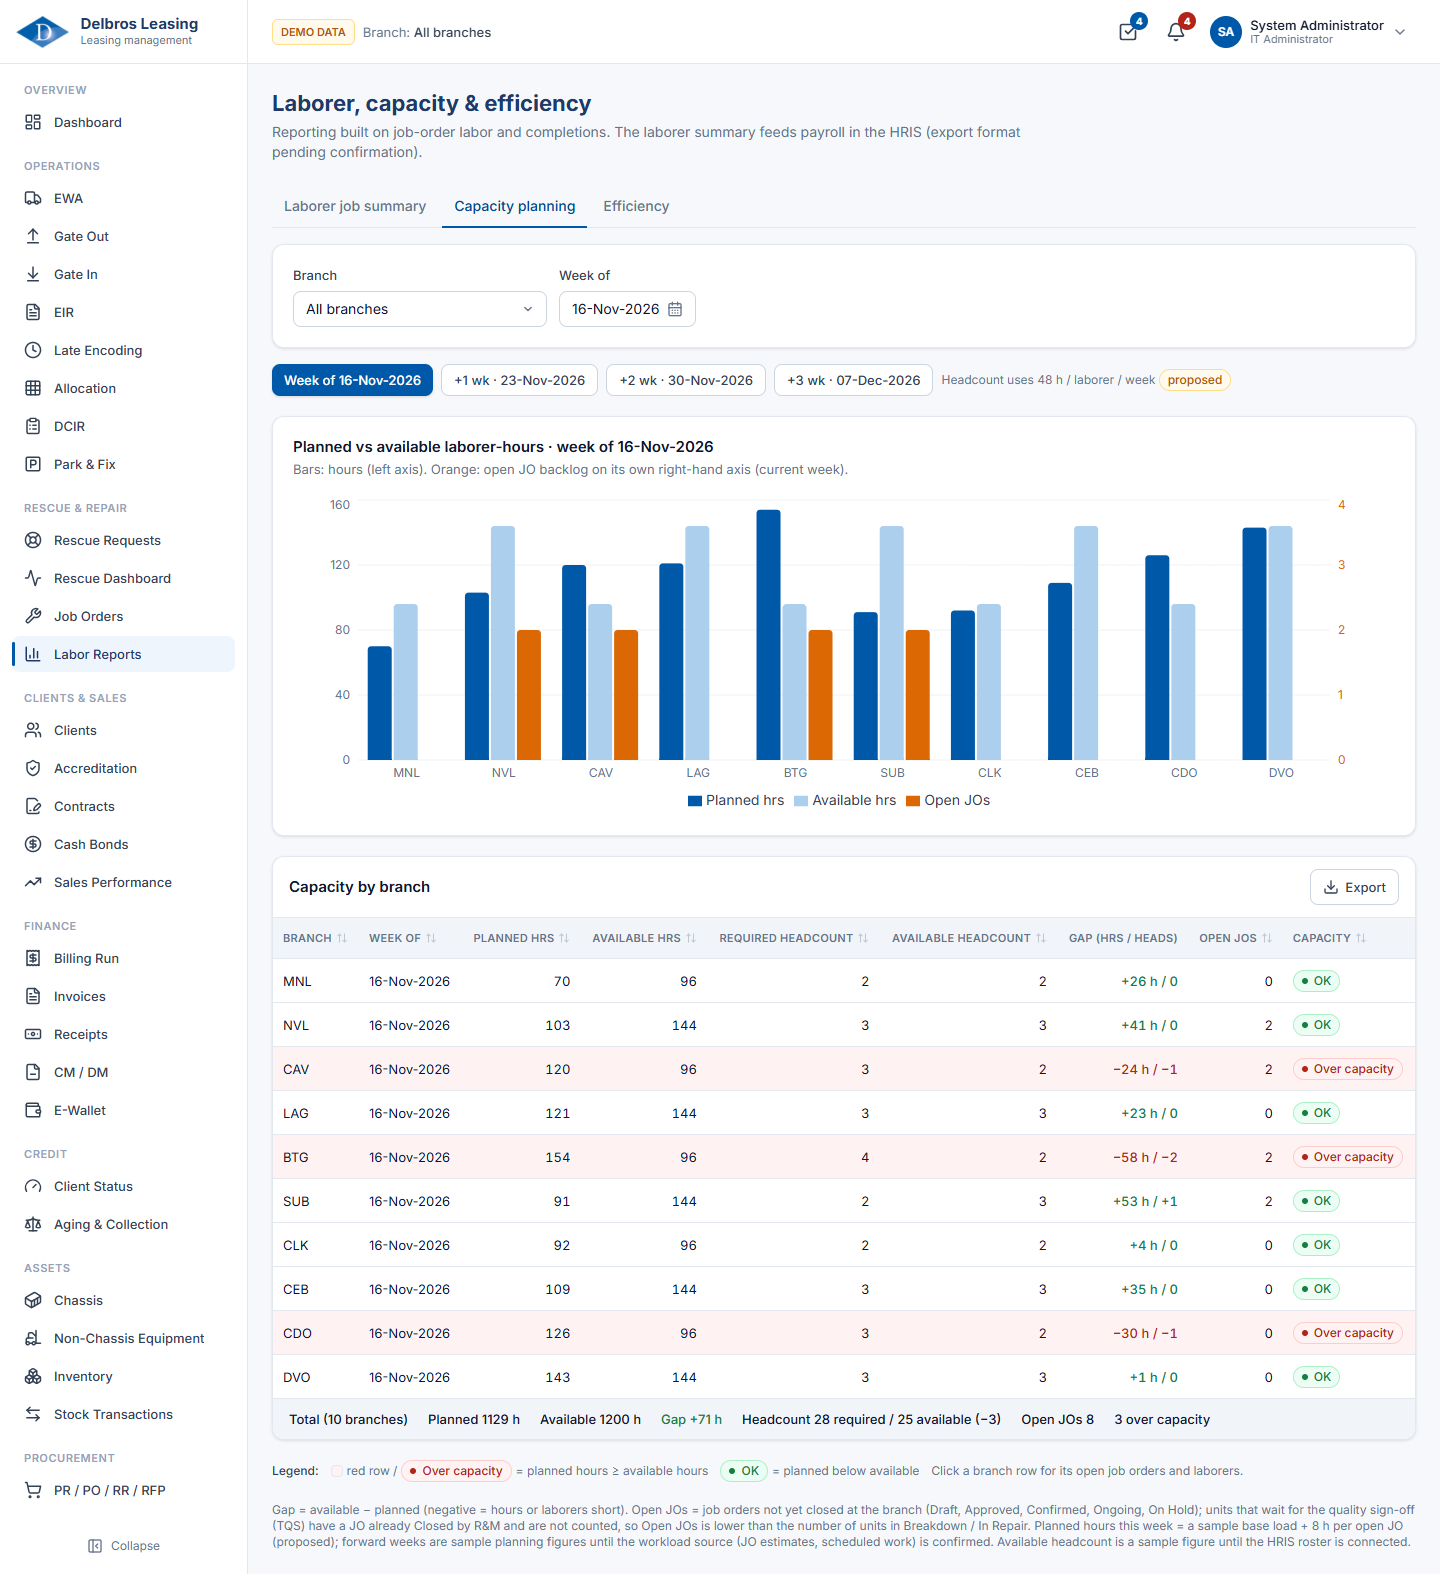 Delbros Leasing
Leasing management
DEMO DATA
Branch: All branches
4
4
SA
System Administrator
IT Administrator
OVERVIEW
Dashboard
OPERATIONS
EWA
Gate Out
Gate In
EIR
Late Encoding
Allocation
DCIR
Park & Fix
RESCUE & REPAIR
Rescue Requests
Rescue Dashboard
Job Orders
Labor Reports
CLIENTS & SALES
Clients
Accreditation
Contracts
Cash Bonds
Sales Performance
FINANCE
Billing Run
Invoices
Receipts
CM / DM
E-Wallet
CREDIT
Client Status
Aging & Collection
ASSETS
Chassis
Non-Chassis Equipment
Inventory
Stock Transactions
PROCUREMENT
PR / PO / RR / RFP
Collapse
Laborer, capacity & efficiency
Reporting built on job-order labor and completions. The laborer summary feeds payroll in the HRIS (export format
pending confirmation).
Laborer job summary Capacity planning Efficiency
Branch Week of
All branches 16-Nov-2026
Week of 16-Nov-2026 +1 wk · 23-Nov-2026 +2 wk · 30-Nov-2026 +3 wk · 07-Dec-2026 Headcount uses 48 h / laborer / week proposed
Planned vs available laborer-hours · week of 16-Nov-2026
Bars: hours (left axis). Orange: open JO backlog on its own right-hand axis (current week).
160 4
120 3
80 2
40 1
0 0
MNL NVL CAV LAG BTG SUB CLK CEB CDO DVO
Planned hrs Available hrs Open JOs
Capacity by branch
Export
BRANCH WEEK OF PLANNED HRS AVAILABLE HRS REQUIRED HEADCOUNT AVAILABLE HEADCOUNT GAP (HRS / HEADS) OPEN JOS CAPACITY
MNL 16-Nov-2026 70 96 2 2 +26 h / 0 0 OK
NVL 16-Nov-2026 103 144 3 3 +41 h / 0 2 OK
CAV 16-Nov-2026 120 96 3 2 −24 h / −1 2 Over capacity
LAG 16-Nov-2026 121 144 3 3 +23 h / 0 0 OK
BTG 16-Nov-2026 154 96 4 2 −58 h / −2 2 Over capacity
SUB 16-Nov-2026 91 144 2 3 +53 h / +1 2 OK
CLK 16-Nov-2026 92 96 2 2 +4 h / 0 0 OK
CEB 16-Nov-2026 109 144 3 3 +35 h / 0 0 OK
CDO 16-Nov-2026 126 96 3 2 −30 h / −1 0 Over capacity
DVO 16-Nov-2026 143 144 3 3 +1 h / 0 0 OK
Total (10 branches) Planned 1129 h Available 1200 h Gap +71 h Headcount 28 required / 25 available (−3) Open JOs 8 3 over capacity
Legend: red row / Over capacity = planned hours ≥ available hours OK = planned below available Click a branch row for its open job orders and laborers.
Gap = available − planned (negative = hours or laborers short). Open JOs = job orders not yet closed at the branch (Draft, Approved, Confirmed, Ongoing, On Hold); units that wait for the quality sign-off
(TQS) have a JO already Closed by R&M and are not counted, so Open JOs is lower than the number of units in Breakdown / In Repair. Planned hours this week = a sample base load + 8 h per open JO
(proposed); forward weeks are sample planning figures until the workload source (JO estimates, scheduled work) is confirmed. Available headcount is a sample figure until the HRIS roster is connected.